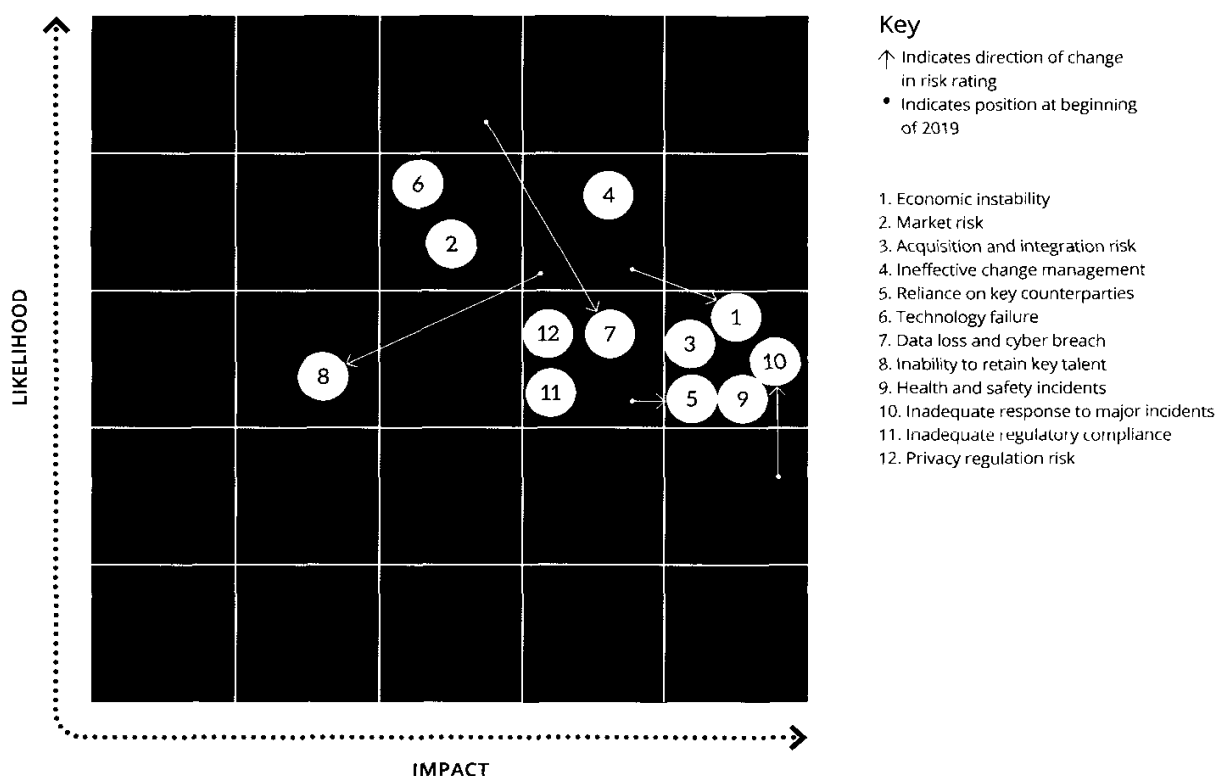 Key
↑ Indicates direction of change
in risk rating
• Indicates position at beginning
of 2019
1. Economic instability
2. Market risk
3. Acquisition and integration risk
4. Ineffective change management
5. Reliance on key counterparties
6. Technology failure
7. Data loss and cyber breach
8. Inability to retain key talent
9. Health and safety incidents
10. Inadequate response to major incidents
11. Inadequate regulatory compliance
12. Privacy regulation risk
LIKELIHOOD
6
4
2
1
12
7
3
10
8
11
5
9
IMPACT